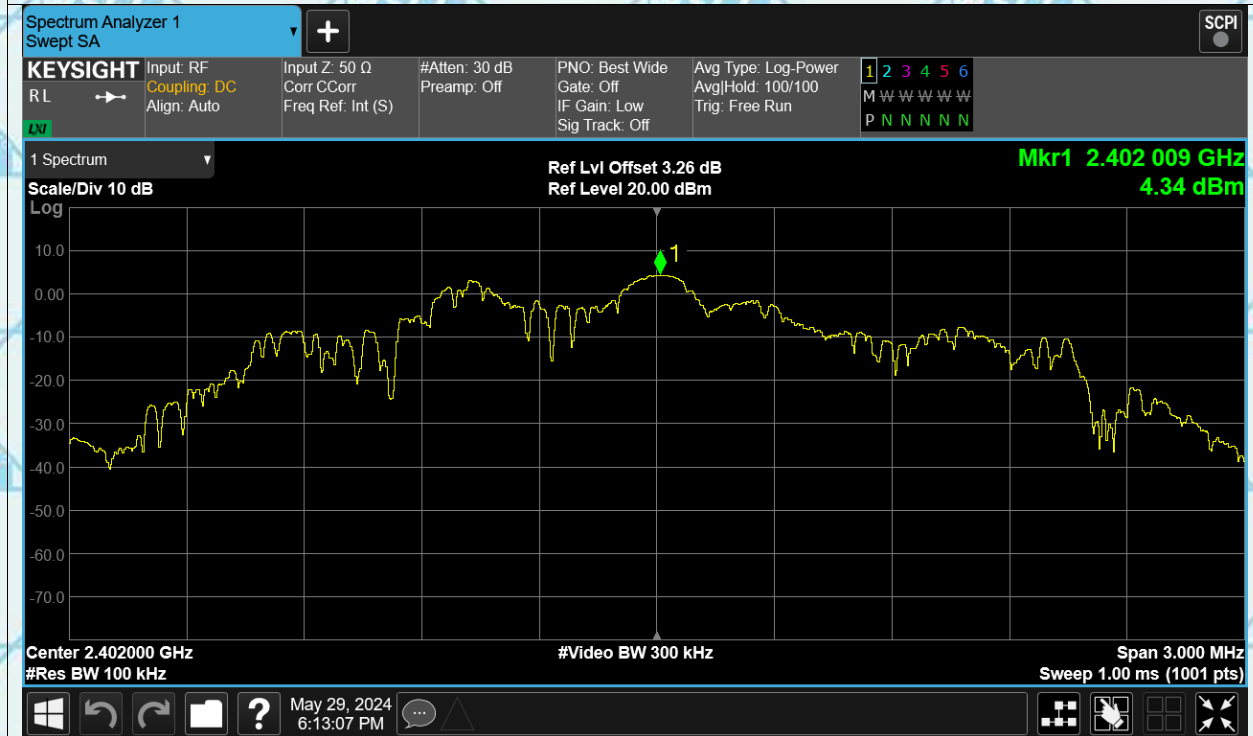 Spectrum Analyzer 1
Swept SA
+
SCPI
KEYSIGHT
R L
LXI
Input: RF
Coupling: DC
Align: Auto
Input Z: 50 Ω
Corr CCorr
Freq Ref: Int (S)
#Atten: 30 dB
Preamp: Off
PNO: Best Wide
Gate: Off
IF Gain: Low
Sig Track: Off
Avg Type: Log-Power
Avg|Hold: 100/100
Trig: Free Run
1 2 3 4 5 6
M W W W W W
P N N N N N
1 Spectrum
Scale/Div 10 dB
Log
Ref Lvl Offset 3.26 dB
Ref Level 20.00 dBm
Mkr1 2.402 009 GHz
4.34 dBm
1
10.0
0.00
-10.0
-20.0
-30.0
-40.0
-50.0
-60.0
-70.0
Center 2.402000 GHz
#Res BW 100 kHz
#Video BW 300 kHz
Span 3.000 MHz
Sweep 1.00 ms (1001 pts)
?
May 29, 2024
6:13:07 PM